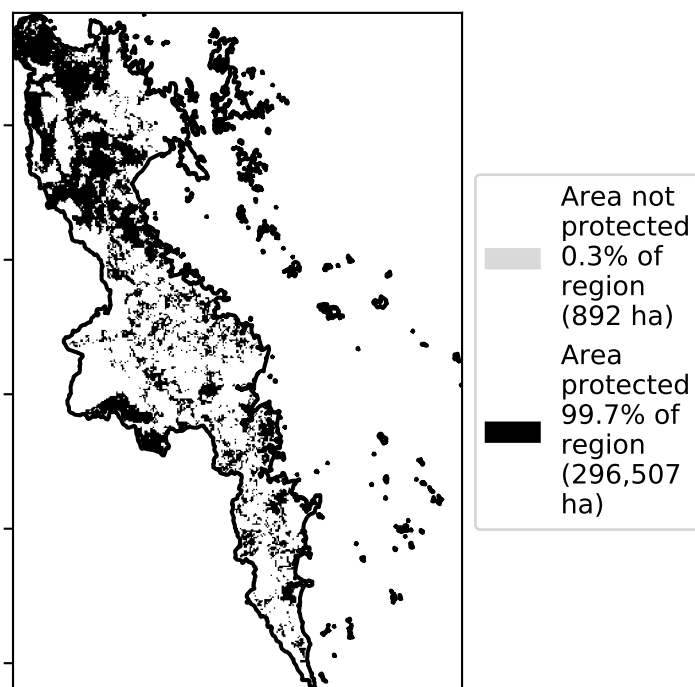 Area not
protected
0.3% of
region
(892 ha)
Area
protected
99.7% of
region
(296,507
ha)